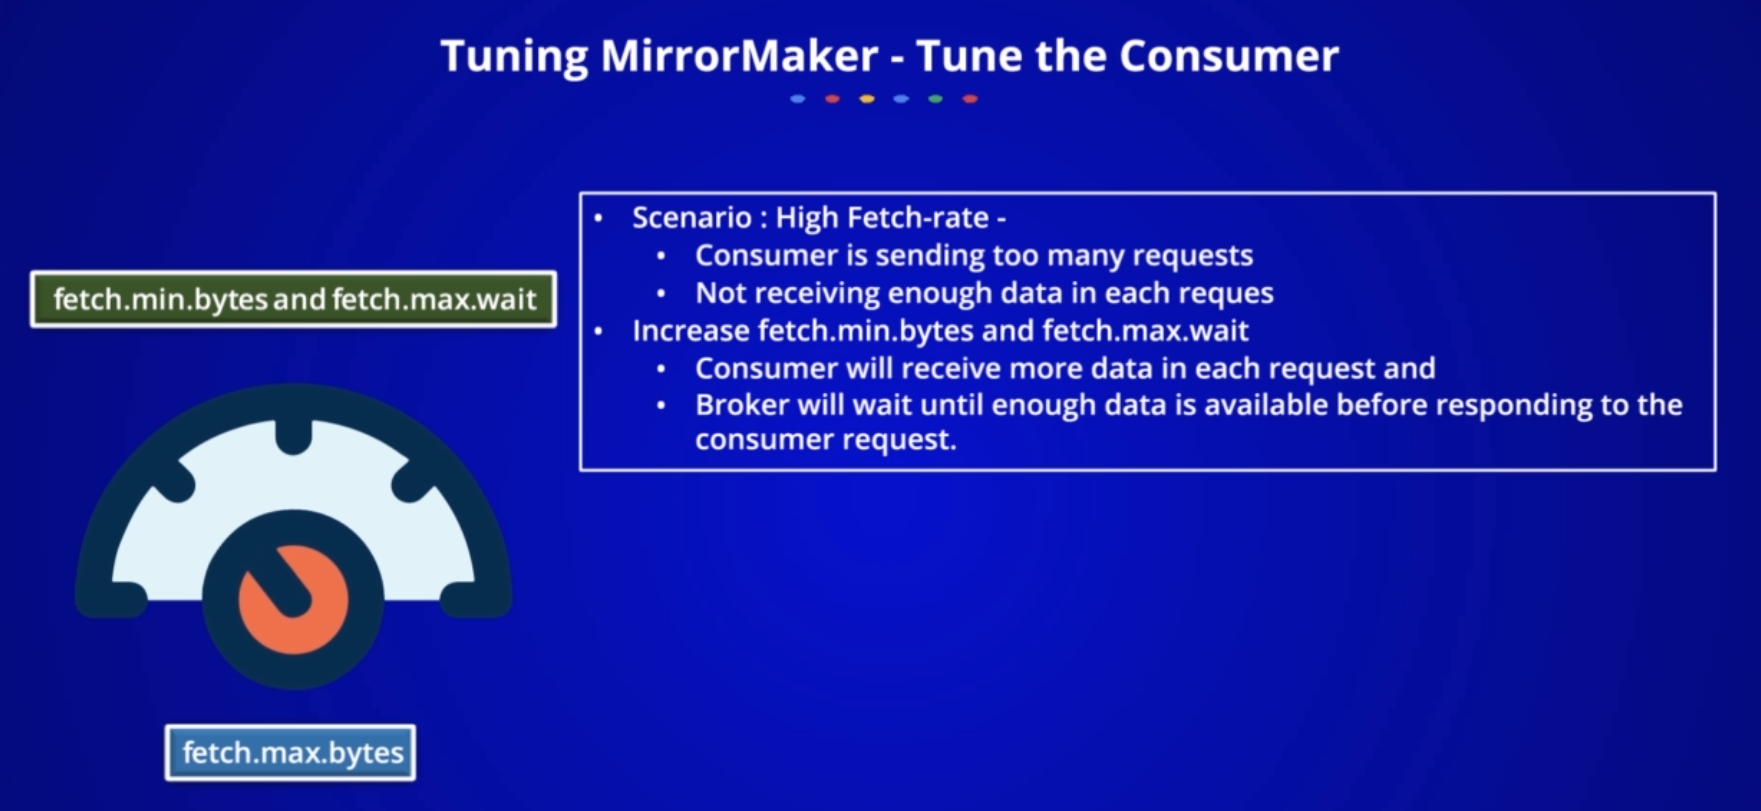 Tuning MirrorMaker - Tune the Consumer
fetch.min.bytes and fetch.max.wait
• Scenario : High Fetch-rate -
• Consumer is sending too many requests
• Not receiving enough data in each reques
• Increase fetch.min.bytes and fetch.max.wait
• Consumer will receive more data in each request and
• Broker will wait until enough data is available before responding to the
consumer request.
fetch.max.bytes